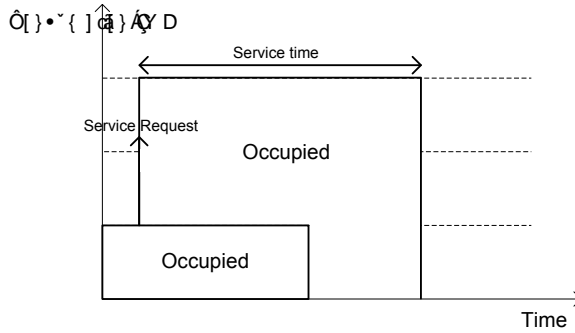 Service time
Service Request
Occupied
Occupied
Time